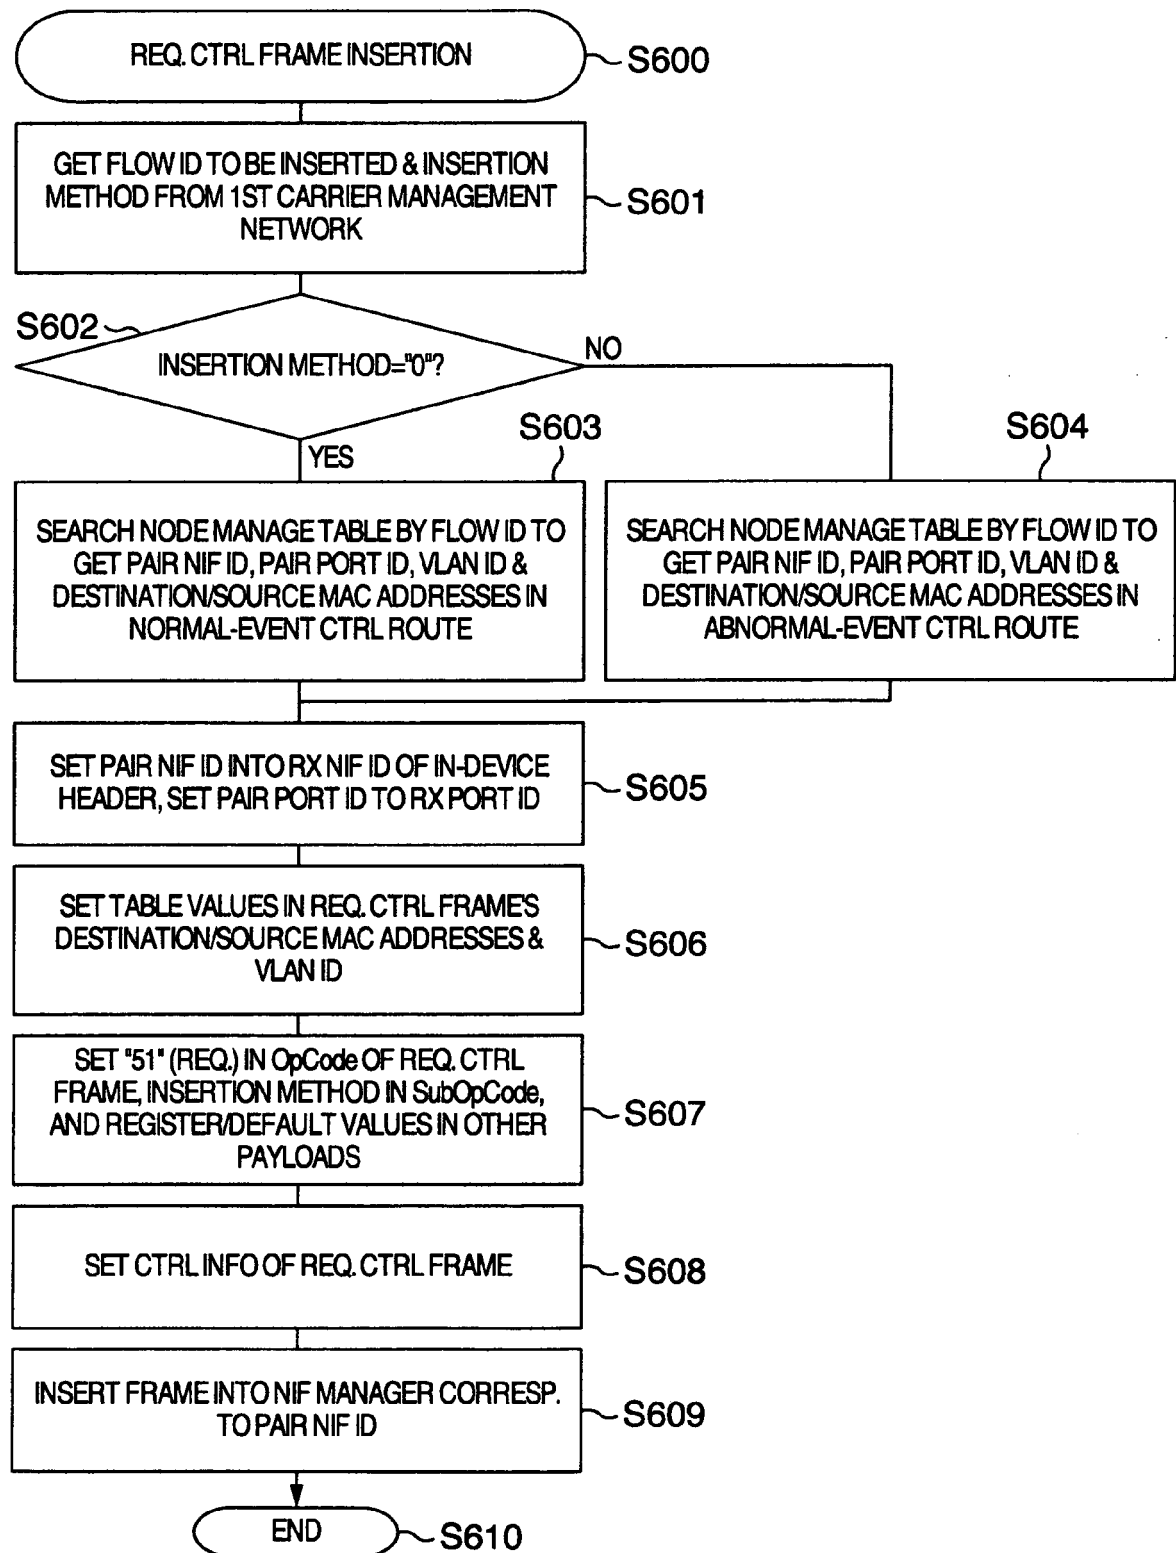 REQ. CTRL FRAME INSERTION
S600
GET FLOW ID TO BE INSERTED & INSERTION
METHOD FROM 1ST CARRIER MANAGEMENT
NETWORK
S601
S602
INSERTION METHOD="0"?
NO
YES
S603
S604
SEARCH NODE MANAGE TABLE BY FLOW ID TO
GET PAIR NIF ID, PAIR PORT ID, VLAN ID &
DESTINATION/SOURCE MAC ADDRESSES IN
NORMAL-EVENT CTRL ROUTE
SEARCH NODE MANAGE TABLE BY FLOW ID TO
GET PAIR NIF ID, PAIR PORT ID, VLAN ID &
DESTINATION/SOURCE MAC ADDRESSES IN
ABNORMAL-EVENT CTRL ROUTE
SET PAIR NIF ID INTO RX NIF ID OF IN-DEVICE
HEADER, SET PAIR PORT ID TO RX PORT ID
S605
SET TABLE VALUES IN REQ. CTRL FRAME'S
DESTINATION/SOURCE MAC ADDRESSES &
VLAN ID
S606
SET "51" (REQ.) IN OpCode OF REQ. CTRL
FRAME, INSERTION METHOD IN SubOpCode,
AND REGISTER/DEFAULT VALUES IN OTHER
PAYLOADS
S607
SET CTRL INFO OF REQ. CTRL FRAME
S608
INSERT FRAME INTO NIF MANAGER CORRESP.
TO PAIR NIF ID
S609
END
S610